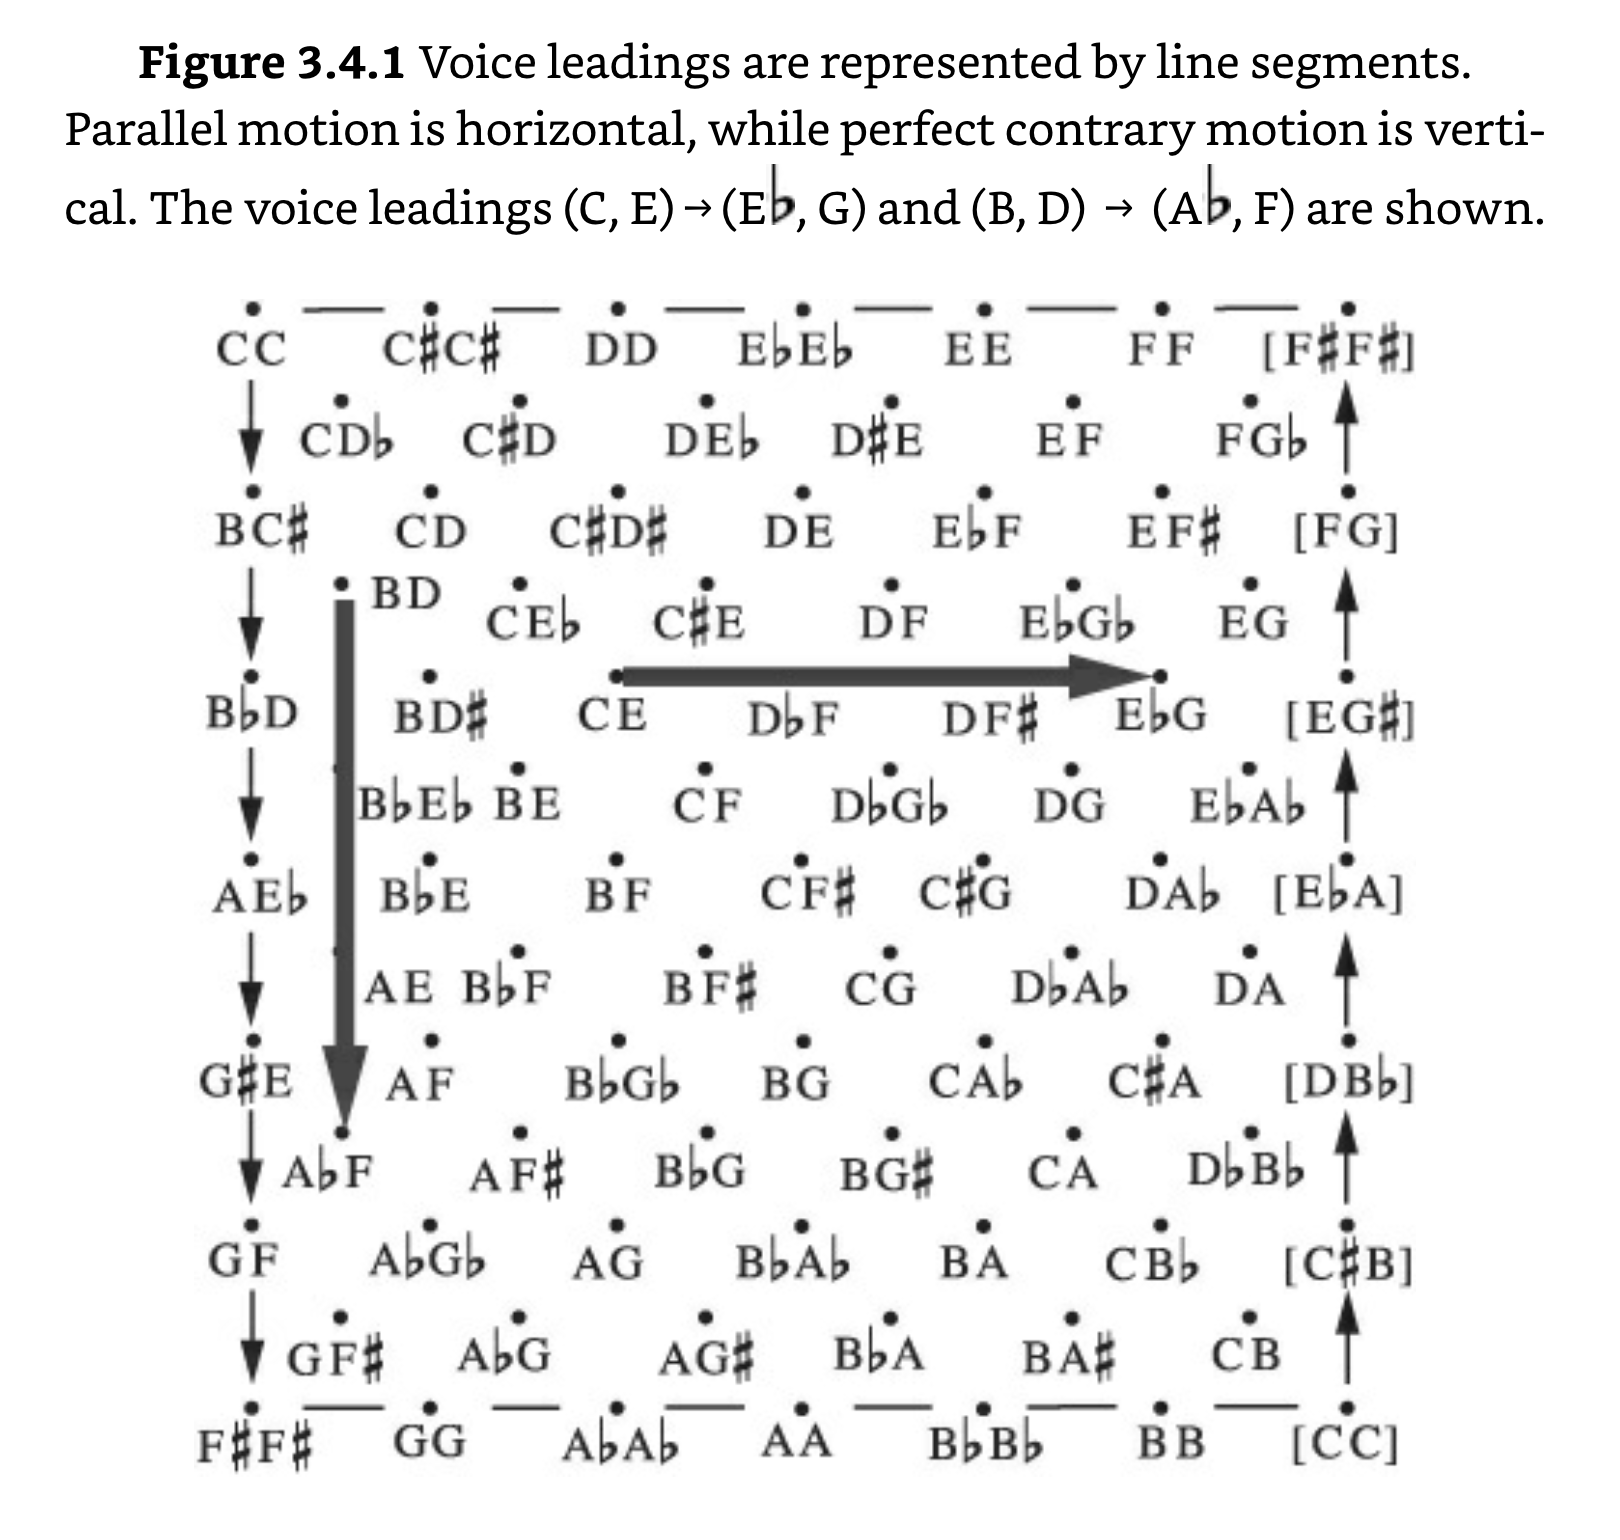 Figure 3.4.1 Voice leadings are represented by line segments.
Parallel motion is horizontal, while perfect contrary motion is verti-
cal. The voice leadings (C, E) → (E♭, G) and (B, D) → (A♭, F) are shown.
CC C♯C♯ DD E♭E♭ EE FF [F♯F♯]
CD♭ C♯D DE♭ D♯E EF FG♭
BC♯ CD C♯D♯ DE E♭F EF♯ [FG]
BD CE♭ C♯E DF E♭G♭ EG
B♭D BD♯ CE D♭F DF♯ E♭G [EG♯]
B♭E♭ BE CF D♭G♭ DG E♭A♭
AE♭ B♭E BF CF♯ C♯G DA♭ [E♭A]
AE B♭F BF♯ CG D♭A♭ DA
G♯E AF B♭G♭ BG CA♭ C♯A [DB♭]
A♭F AF♯ B♭G BG♯ CA D♭B♭
GF A♭G♭ AG B♭A♭ BA CB♭ [C♯B]
GF♯ A♭G AG♯ B♭A BA♯ CB
F♯F♯ GG A♭A♭ AA B♭B♭ BB [CC]